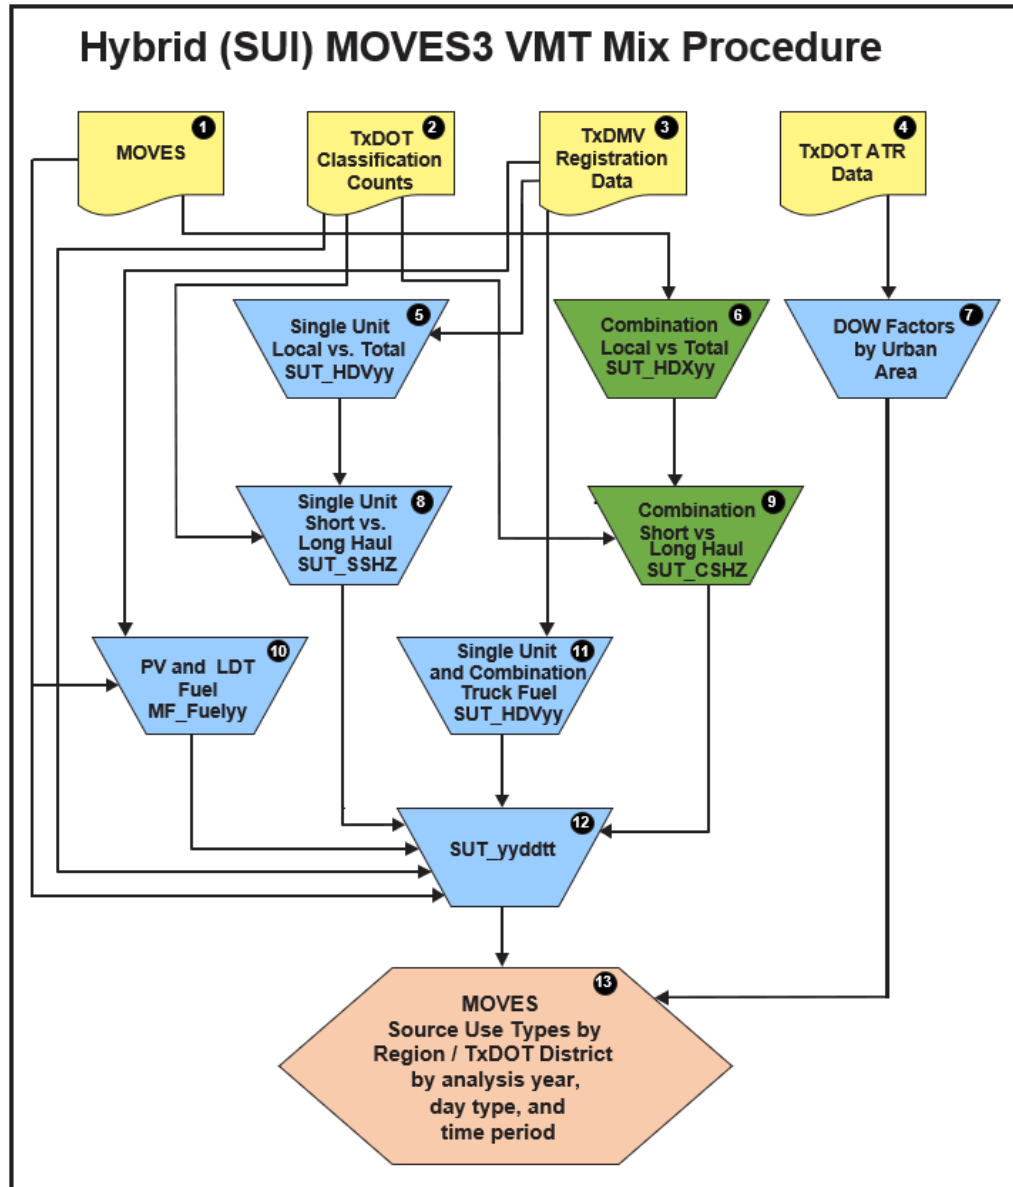 Hybrid (SUI) MOVES3 VMT Mix Procedure
1
MOVES
2
TxDOT
Classification
Counts
3
TxDMV
Registration
Data
4
TxDOT ATR
Data
5
Single Unit
Local vs. Total
SUT_HDVyy
6
Combination
Local vs Total
SUT_HDXyy
7
DOW Factors
by Urban
Area
8
Single Unit
Short vs.
Long Haul
SUT_SSHZ
9
Combination
Short vs
Long Haul
SUT_CSHZ
10
PV and LDT
Fuel
MF_Fuelyy
11
Single Unit
and Combination
Truck Fuel
SUT_HDVyy
12
SUT_yyddtt
13
MOVES
Source Use Types by
Region / TxDOT District
by analysis year,
day type, and
time period